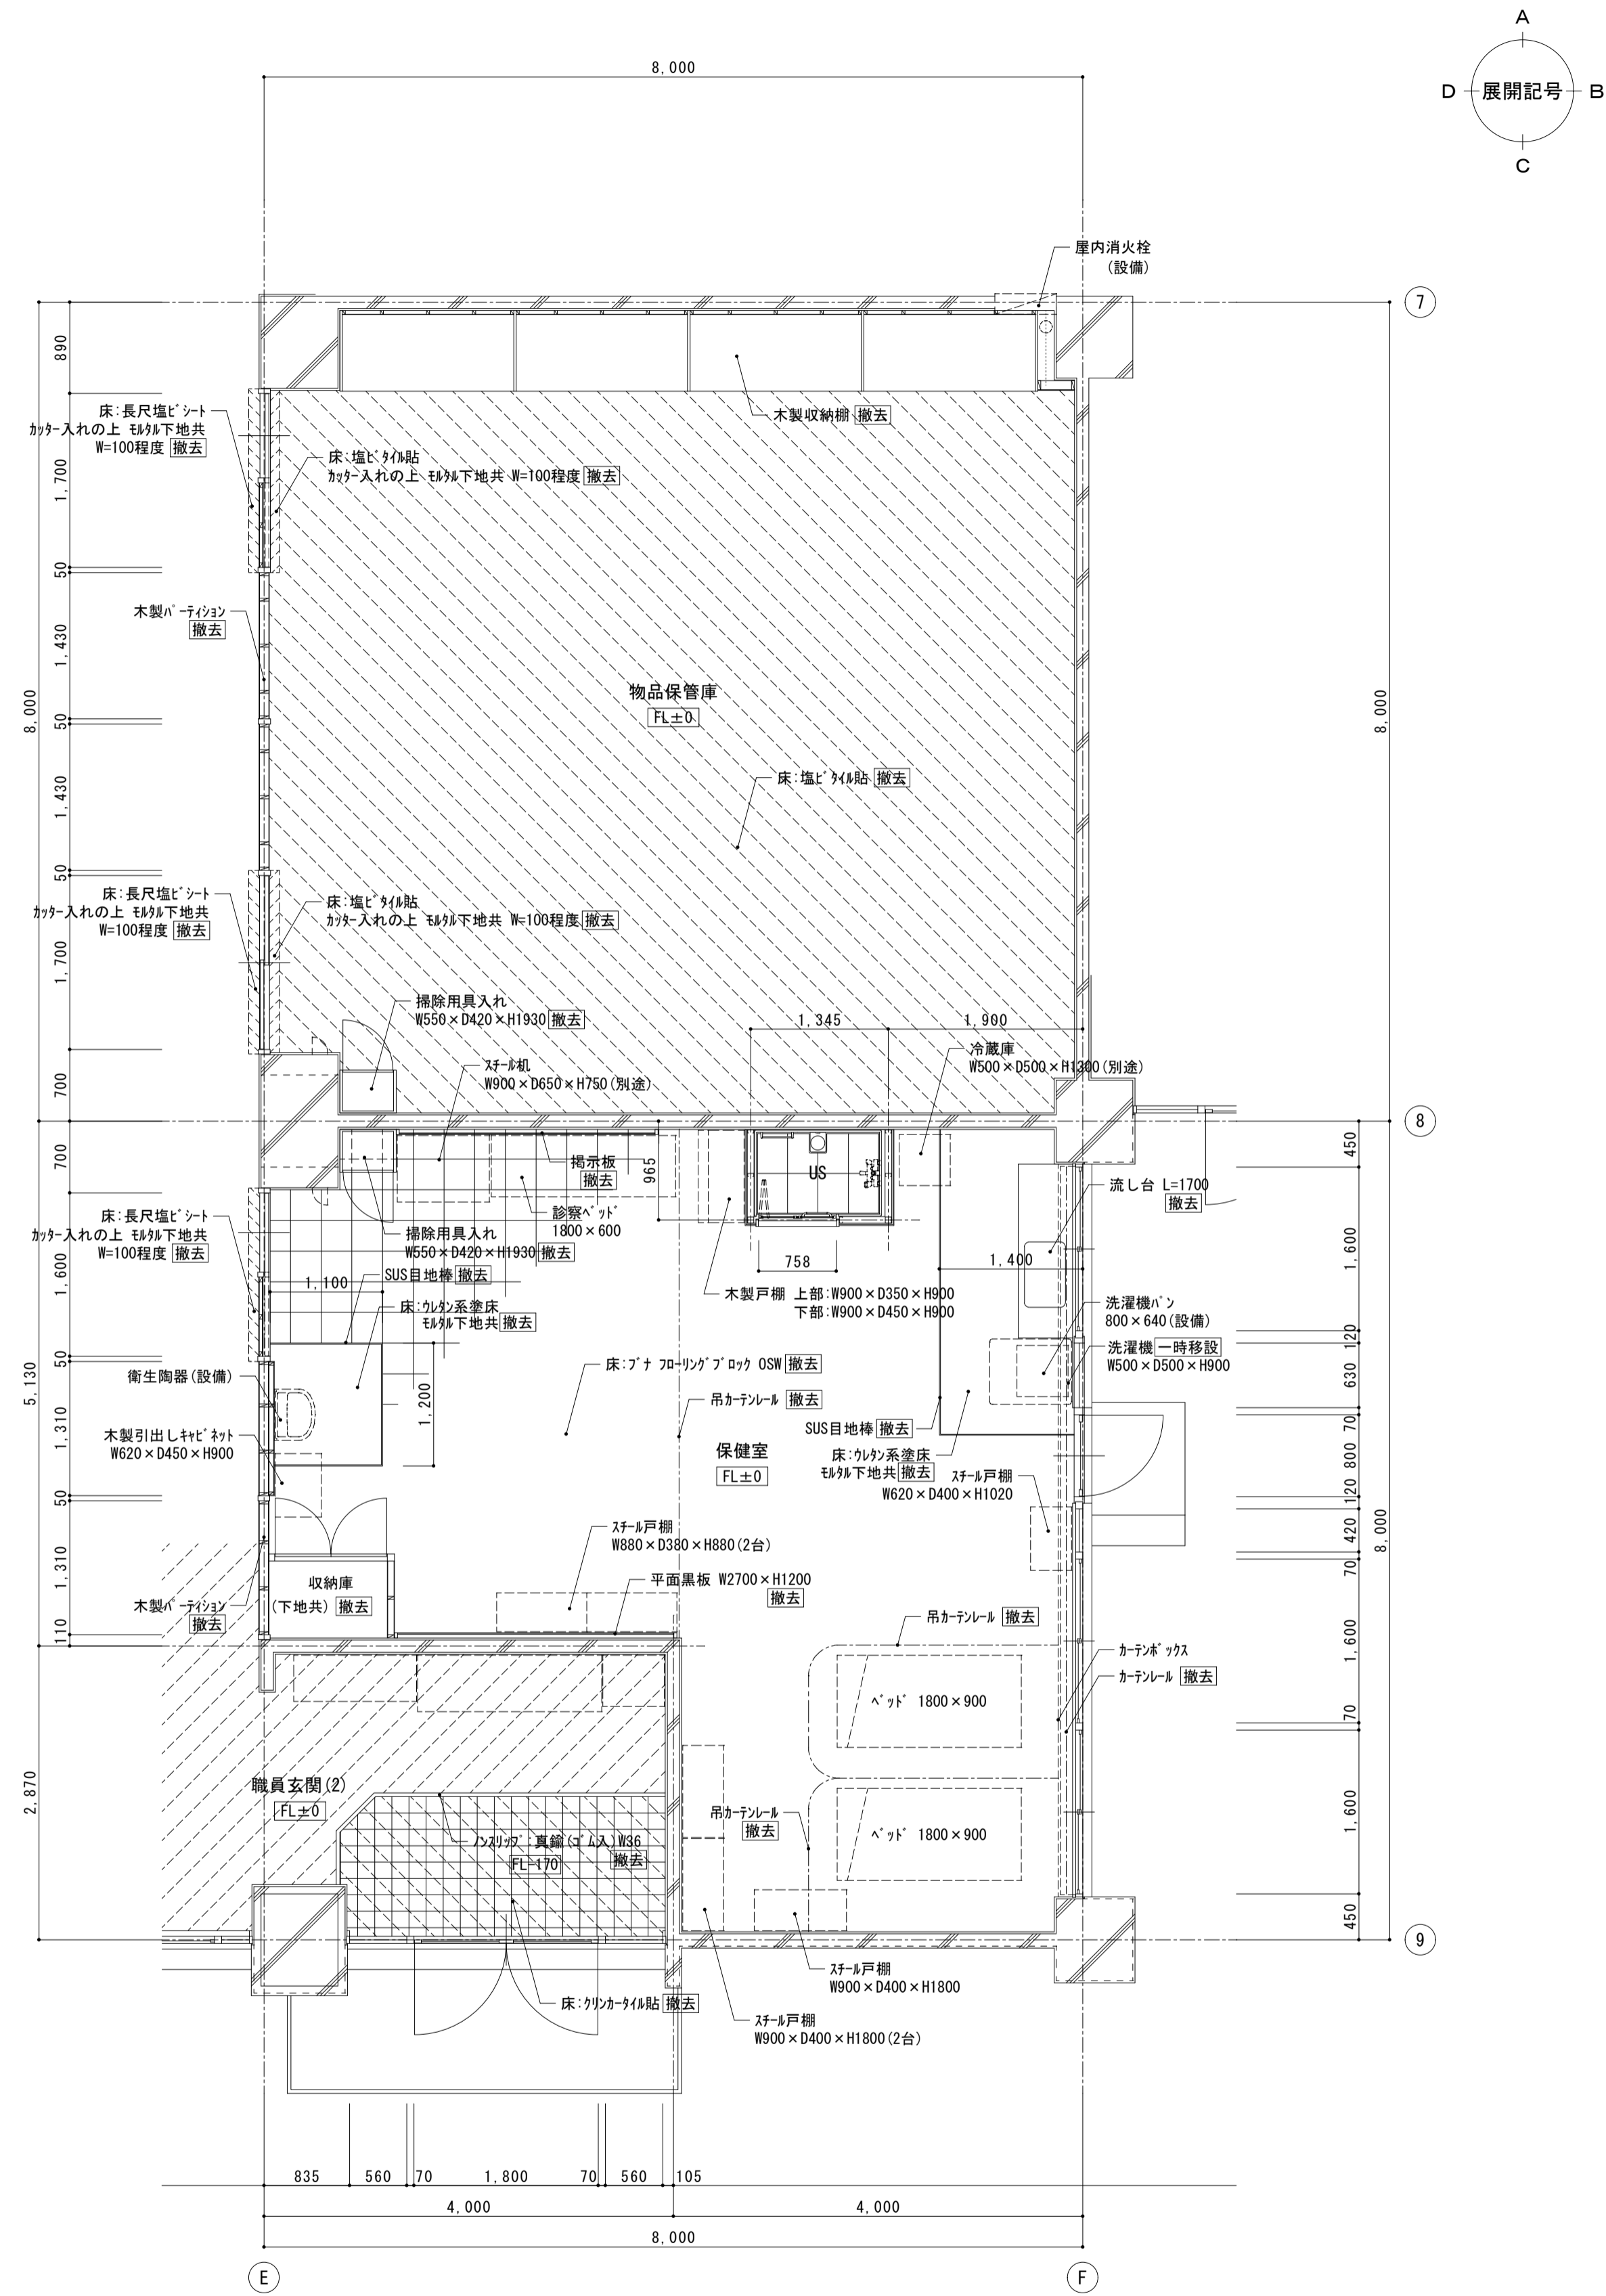 A
D
展開記号
B
C
8,000
屋内消火栓
(設備)
7
890
床:長尺塩ビシート
カッター入れの上 モルタル下地共
W=100程度 撤去
木製収納棚 撤去
床:塩ビタイル貼
カッター入れの上 モルタル下地共 W=100程度 撤去
1,700
50
木製パーティション
撤去
1,430
8,000
50
物品保管庫
FL±0
8,000
床:塩ビタイル貼 撤去
1,430
50
床:長尺塩ビシート
カッター入れの上 モルタル下地共
W=100程度 撤去
床:塩ビタイル貼
カッター入れの上 モルタル下地共 W=100程度 撤去
1,700
掃除用具入れ
W550×D420×H1930 撤去
1,345
1,900
冷蔵庫
W500×D500×H1300(別途)
スチール机
W900×D650×H750(別途)
700
8
700
掲示板
撤去
965
US
450
流し台 L=1700
撤去
診察ベッド
1800×600
床:長尺塩ビシート
カッター入れの上 モルタル下地共
W=100程度 撤去
掃除用具入れ
W550×D420×H1930 撤去
1,600
1,100
SUS目地棒 撤去
758
1,400
1,600
木製戸棚 上部:W900×D350×H900
下部:W900×D450×H900
洗濯機パン
800×640(設備)
床:ウレタン系塗床
モルタル下地共 撤去
120
洗濯機 一時移設
W500×D500×H900
50
衛生陶器(設備)
床:ブナ フローリングブロック OSW 撤去
630
5,130
1,200
吊カーテンレール 撤去
1,310
70
木製引出しキャビネット
W620×D450×H900
保健室
FL±0
SUS目地棒 撤去
床:ウレタン系塗床
モルタル下地共 撤去
800
スチール戸棚
W620×D400×H1020
50
120
スチール戸棚
W880×D380×H880(2台)
420
8,000
1,310
70
収納庫
(下地共) 撤去
平面黒板 W2700×H1200
撤去
木製パーティション
撤去
110
吊カーテンレール 撤去
1,600
カーテンボックス
カーテンレール 撤去
ベッド 1800×900
70
2,870
職員玄関(2)
FL±0
吊カーテンレール
撤去
1,600
ノンスリップ:真鍮(ゴム入)W36
撤去
FL-170
ベッド 1800×900
450
9
スチール戸棚
W900×D400×H1800
床:クリンカータイル貼 撤去
スチール戸棚
W900×D400×H1800(2台)
835
560
70
1,800
70
560
105
4,000
4,000
8,000
E
F